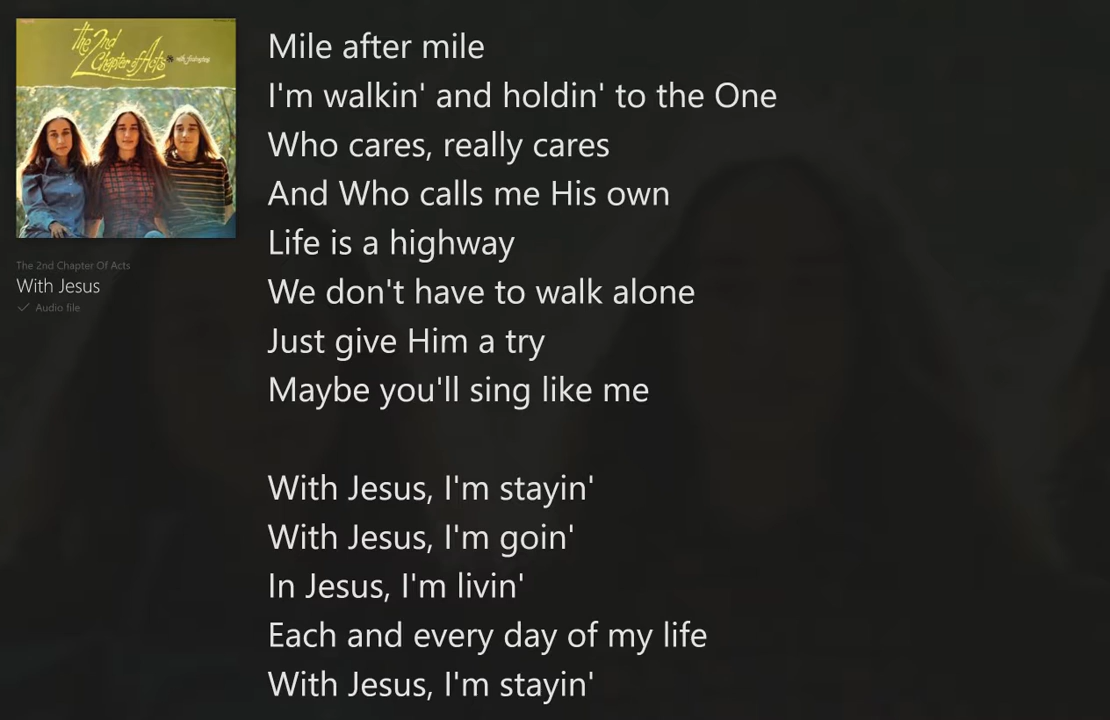 the 2nd
Chapter of Acts
The 2nd Chapter Of Acts
With Jesus
Audio file
Mile after mile
I'm walkin' and holdin' to the One
Who cares, really cares
And Who calls me His own
Life is a highway
We don't have to walk alone
Just give Him a try
Maybe you'll sing like me
With Jesus, I'm stayin'
With Jesus, I'm goin'
In Jesus, I'm livin'
Each and every day of my life
With Jesus, I'm stayin'